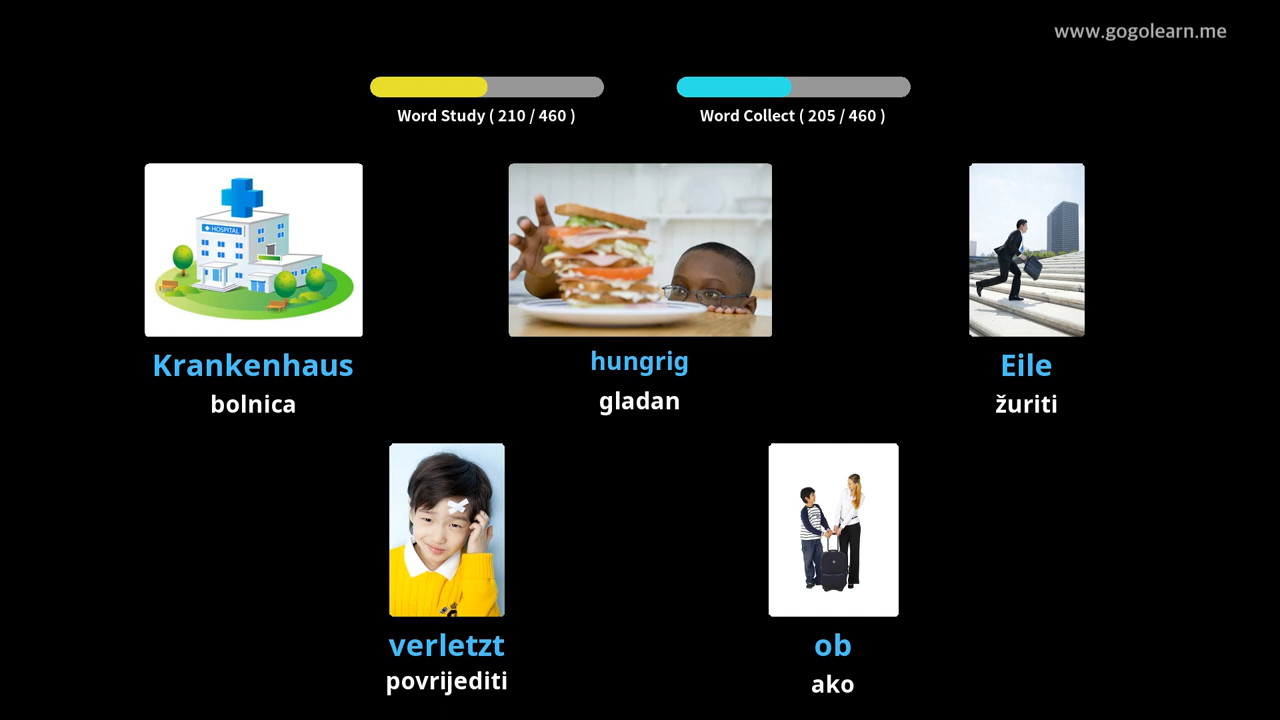 www.gogolearn.me
Word Study ( 210 / 460 )
Word Collect ( 205 / 460 )
HOSPITAL
Krankenhaus
bolnica
hungrig
gladan
Eile
žuriti
verletzt
povrijediti
ob
ako